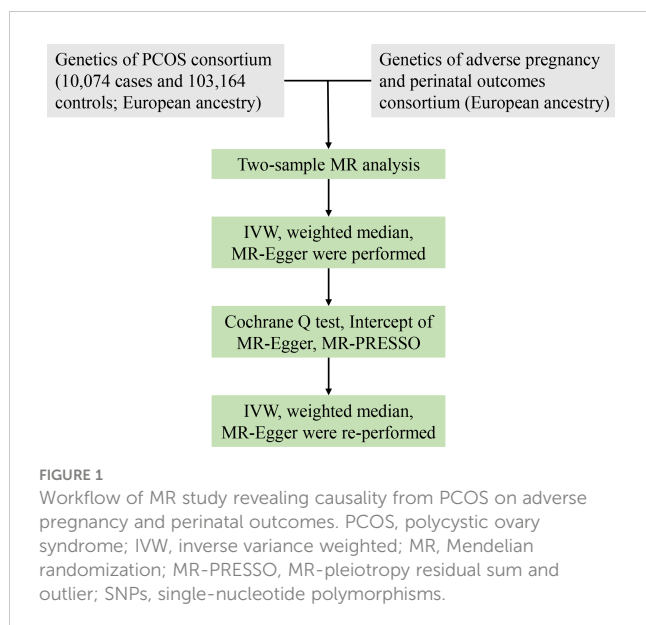 Genetics of PCOS consortium
(10,074 cases and 103,164
controls; European ancestry)
Genetics of adverse pregnancy
and perinatal outcomes
consortium (European ancestry)
Two-sample MR analysis
IVW, weighted median,
MR-Egger were performed
Cochrane Q test, Intercept of
MR-Egger, MR-PRESSO
IVW, weighted median,
MR-Egger were re-performed
FIGURE 1
Workflow of MR study revealing causality from PCOS on adverse
pregnancy and perinatal outcomes. PCOS, polycystic ovary
syndrome; IVW, inverse variance weighted; MR, Mendelian
randomization; MR-PRESSO, MR-pleiotropy residual sum and
outlier; SNPs, single-nucleotide polymorphisms.